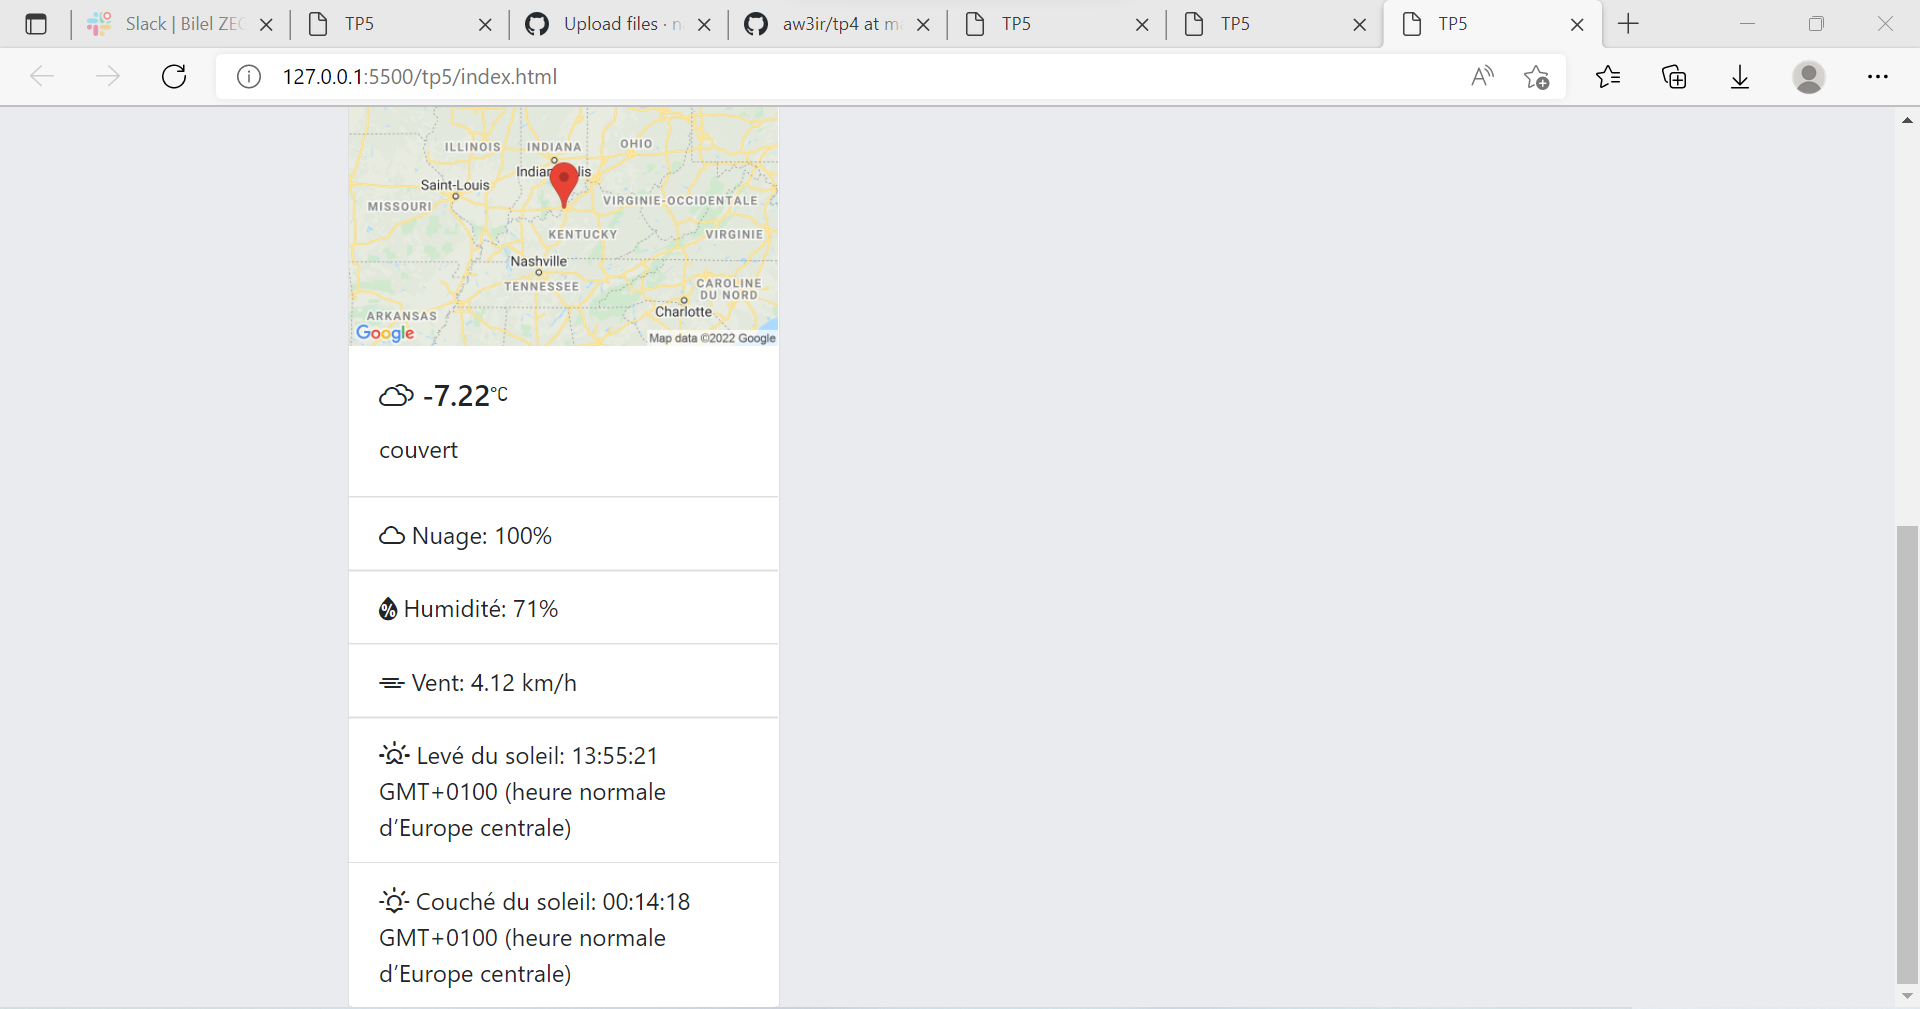 Slack | Bilel ZEC
TP5
Upload files · n
aw3ir/tp4 at ma
TP5
TP5
TP5
127.0.0.1:5500/tp5/index.html
ILLINOIS
INDIANA
OHIO
Saint-Louis
MISSOURI
VIRGINIE-OCCIDENTALE
KENTUCKY
VIRGINIE
Nashville
TENNESSEE
CAROLINE
DU NORD
Charlotte
ARKANSAS
Google
Map data ©2022 Google
-7.22°C
couvert
Nuage: 100%
% Humidité: 71%
Vent: 4.12 km/h
Levé du soleil: 13:55:21
GMT+0100 (heure normale
d’Europe centrale)
Couché du soleil: 00:14:18
GMT+0100 (heure normale
d’Europe centrale)